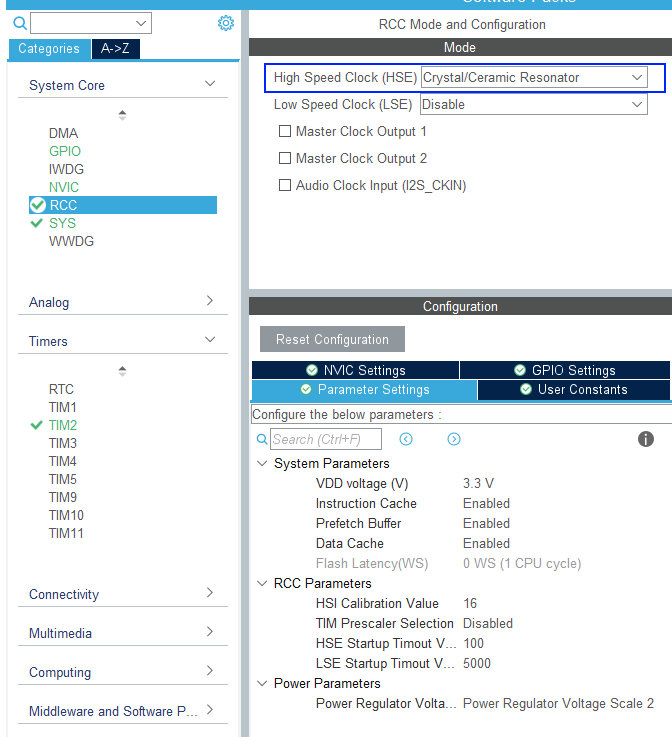 Software Packs
RCC Mode and Configuration
Categories A->Z
Mode
System Core
High Speed Clock (HSE) Crystal/Ceramic Resonator
Low Speed Clock (LSE) Disable
Master Clock Output 1
Master Clock Output 2
Audio Clock Input (I2S_CKIN)
DMA
GPIO
IWDG
NVIC
RCC
SYS
WWDG
Analog
Timers
RTC
TIM1
TIM2
TIM3
TIM4
TIM5
TIM9
TIM10
TIM11
Connectivity
Multimedia
Computing
Middleware and Software P...
Configuration
Reset Configuration
NVIC Settings
GPIO Settings
Parameter Settings
User Constants
Configure the below parameters :
Search (Ctrl+F)
System Parameters
VDD voltage (V) 3.3 V
Instruction Cache Enabled
Prefetch Buffer Enabled
Data Cache Enabled
Flash Latency(WS) 0 WS (1 CPU cycle)
RCC Parameters
HSI Calibration Value 16
TIM Prescaler Selection Disabled
HSE Startup Timout V... 100
LSE Startup Timout V... 5000
Power Parameters
Power Regulator Volta... Power Regulator Voltage Scale 2